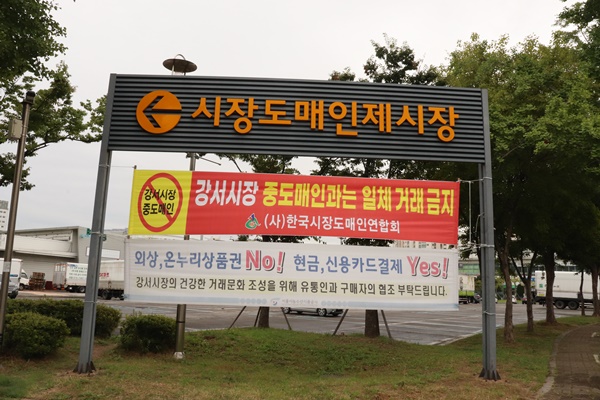 시장도매인제시장
강서시장
중도매인
강서시장 중도매인과는 일체 거래 금지
(사)한국시장도매인연합회
외상,온누리상품권 No! 현금,신용카드결제 Yes!
강서시장의 건강한 거래문화 조성을 위해 유통인과 구매자의 협조 부탁드립니다.